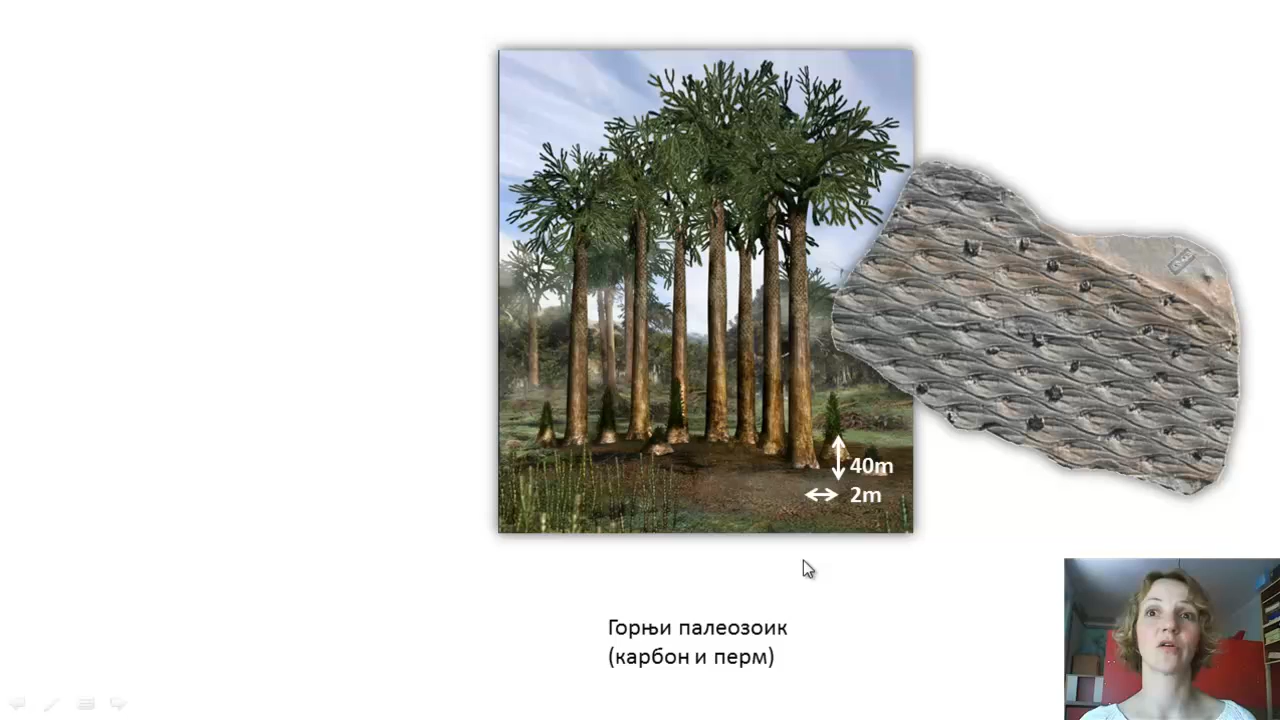 40m
2m
Горњи палеозоик
(карбон и перм)